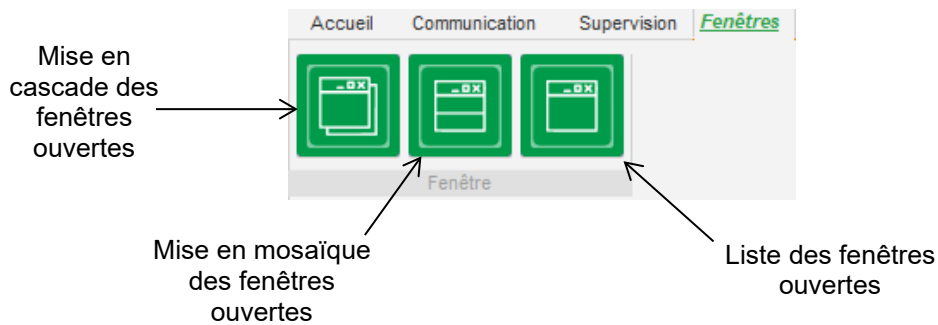 Accueil Communication Supervision Fenêtres
Mise en
cascade des
fenêtres
ouvertes
Fenêtre
Mise en mosaïque
des fenêtres
ouvertes
Liste des fenêtres
ouvertes